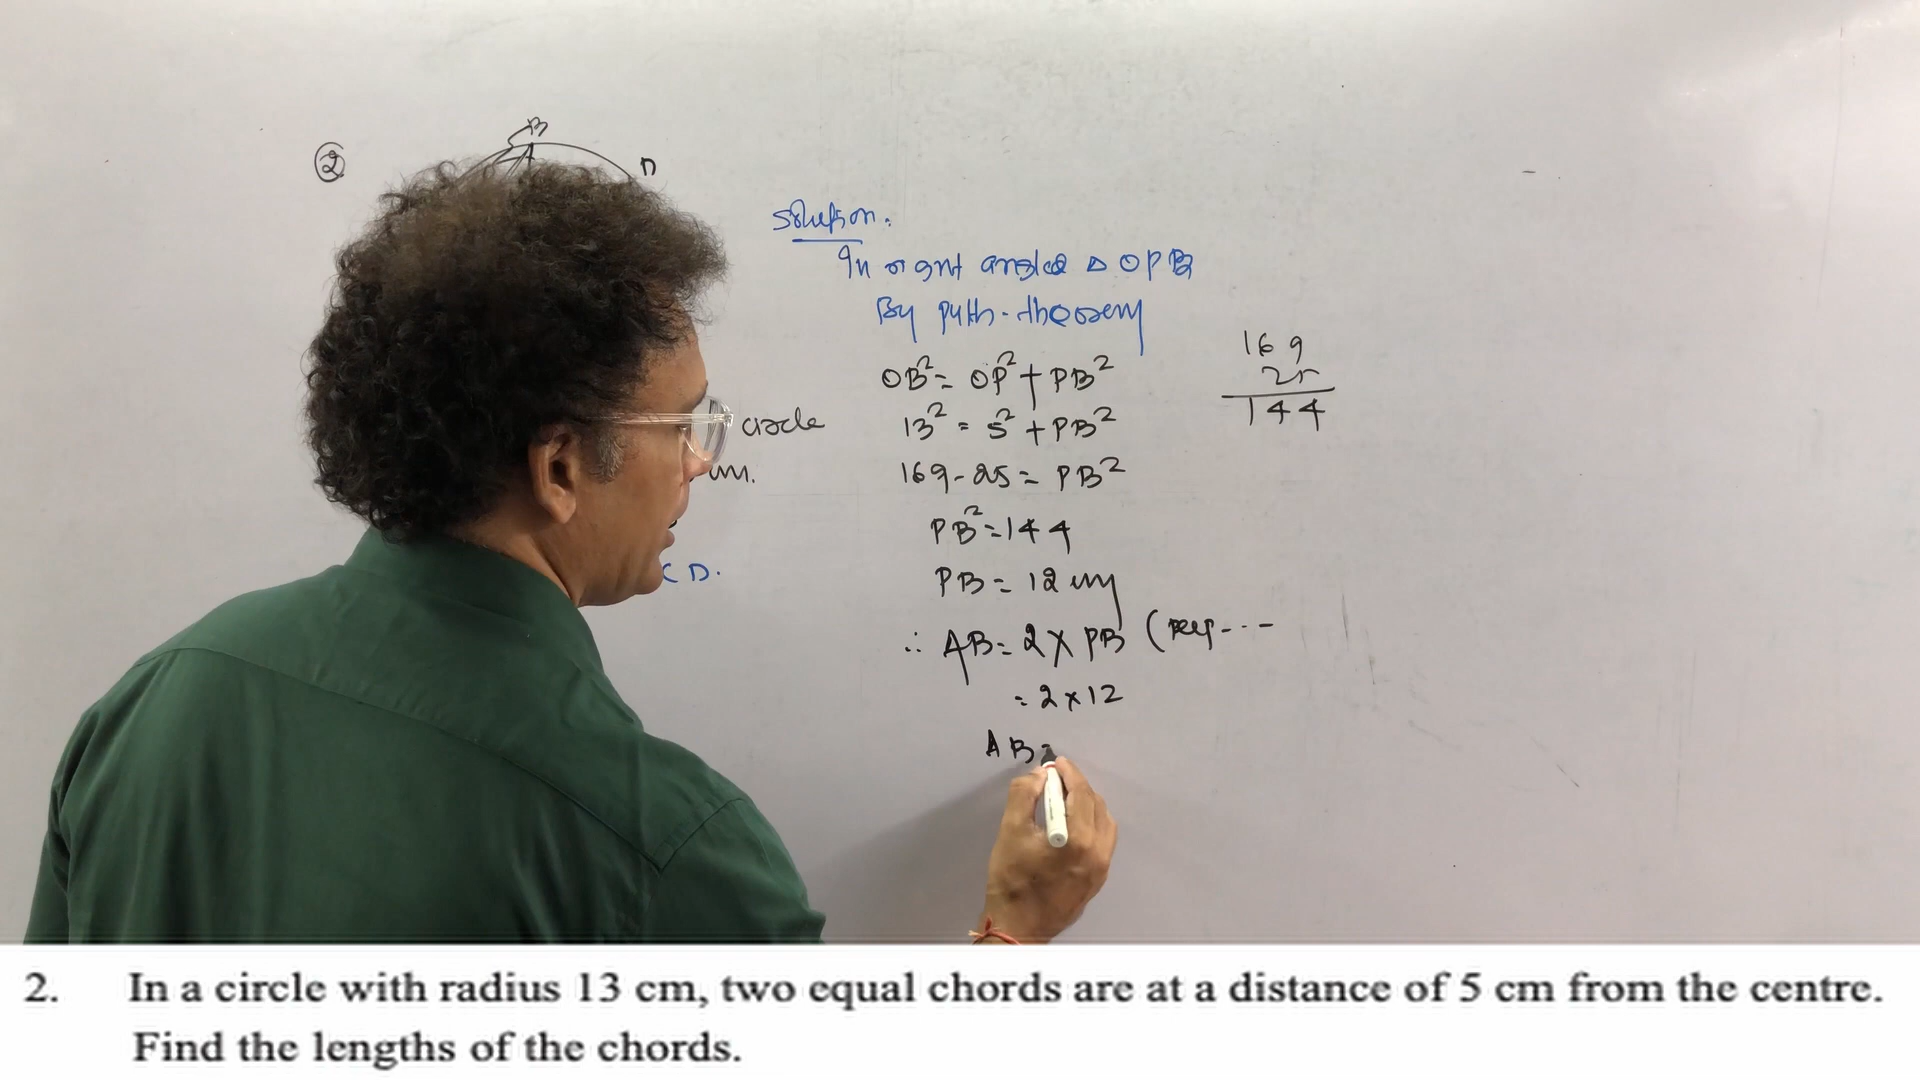 ②
B
D
Solution.
In right angled △ OPB
By pyth. theorem
OB² = OP² + PB²
13² = 5² + PB²
169 - 25 = PB²
PB² = 144
PB = 12 cm
∴ AB = 2 × PB (perp - - -
= 2 × 12
AB =
169
25
144
circle
cm.
CD.
2. In a circle with radius 13 cm, two equal chords are at a distance of 5 cm from the centre.
Find the lengths of the chords.